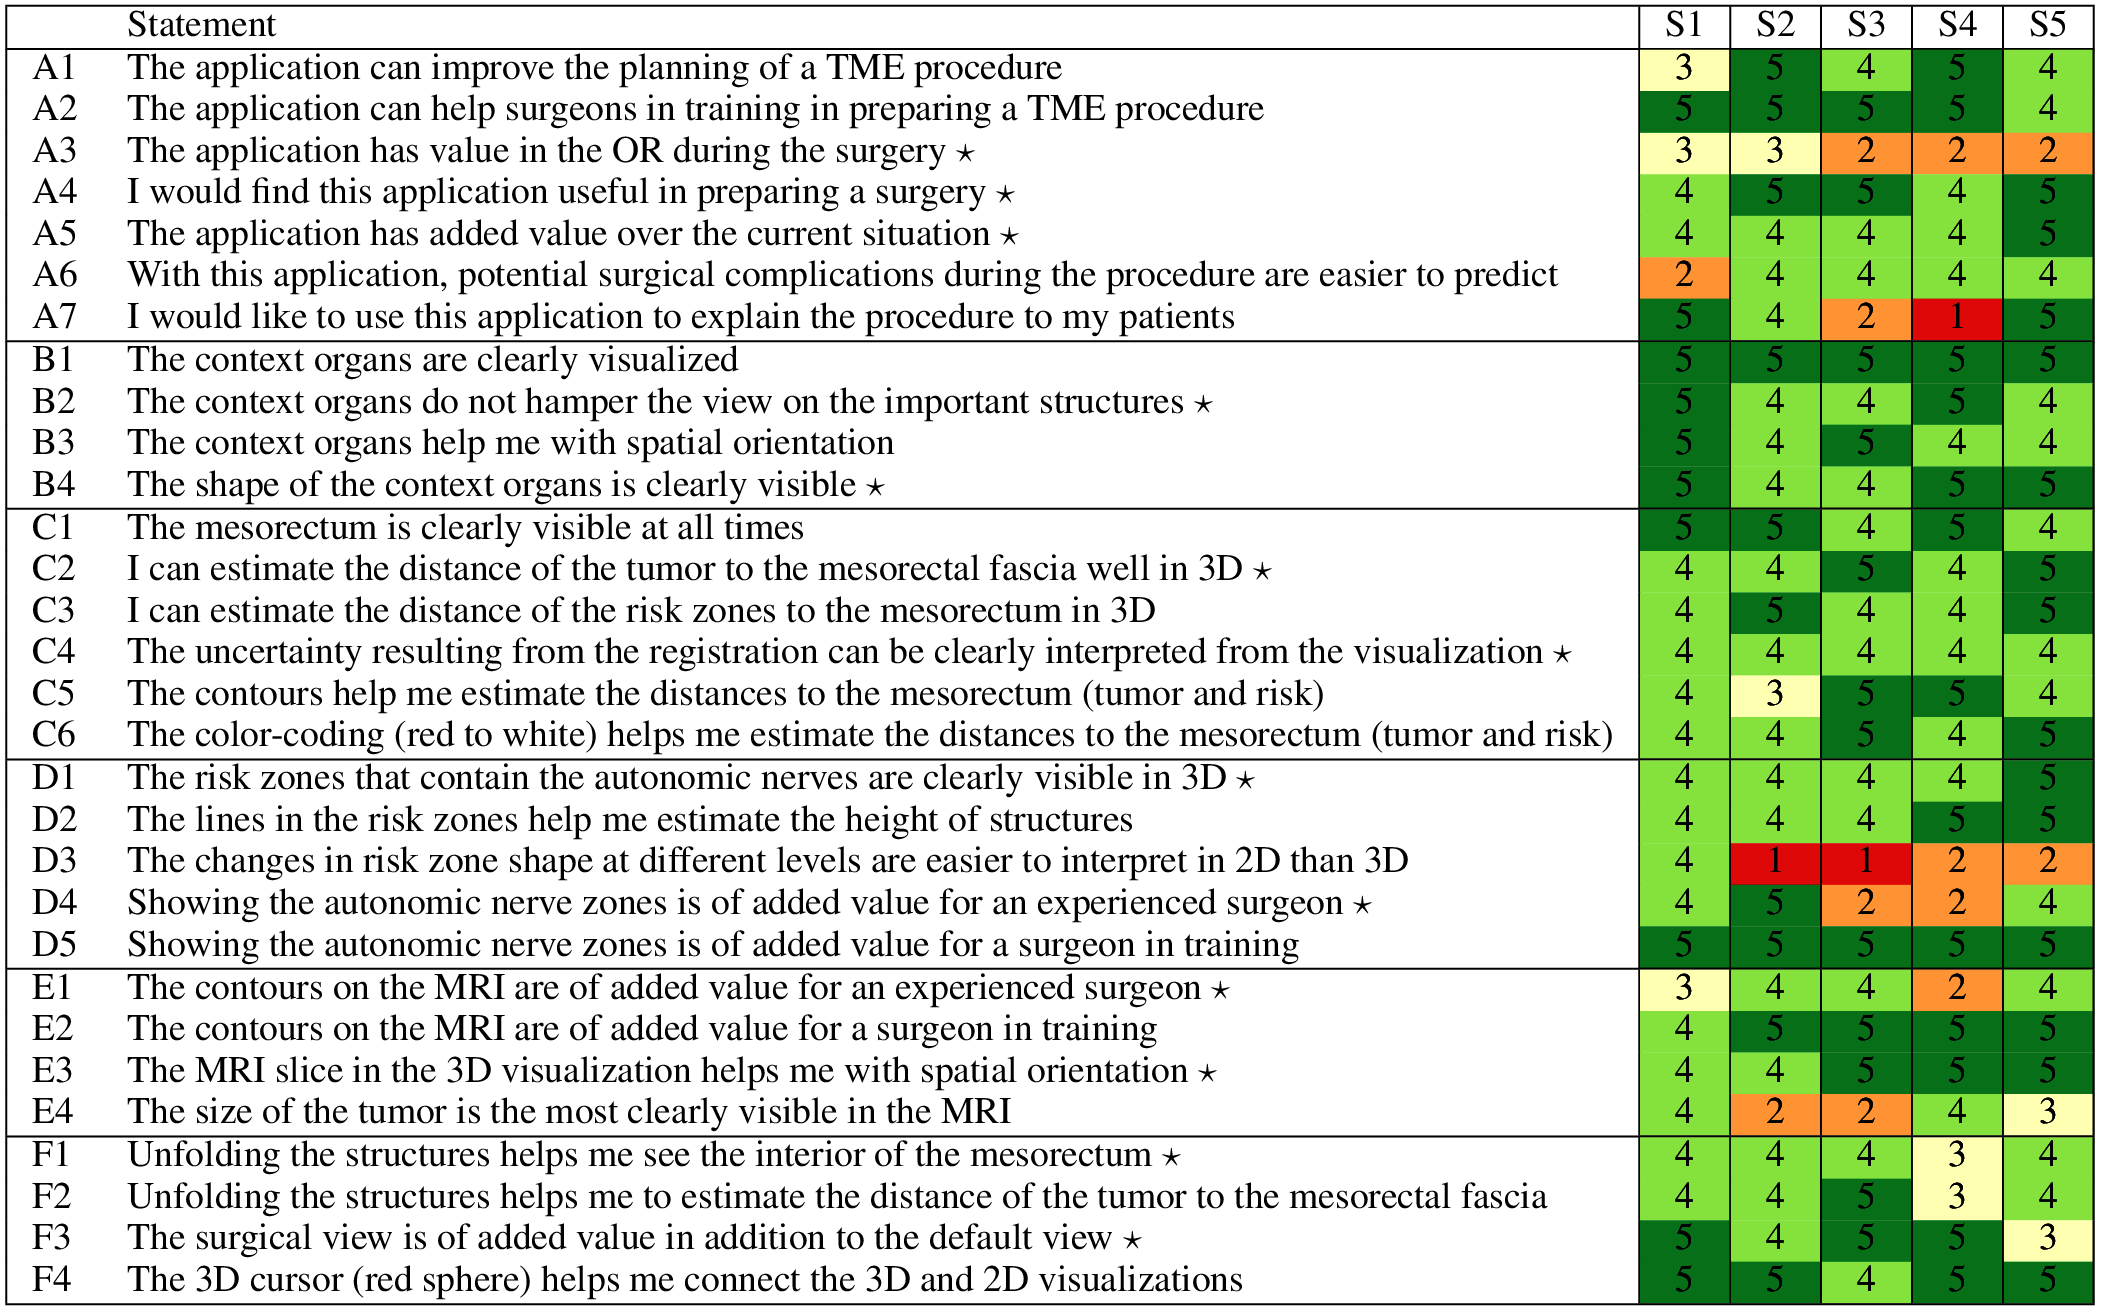 Statement S1 S2 S3 S4 S5
A1 The application can improve the planning of a TME procedure 3 5 4 5 4
A2 The application can help surgeons in training in preparing a TME procedure 5 5 5 5 4
A3 The application has value in the OR during the surgery ⋆ 3 3 2 2 2
A4 I would find this application useful in preparing a surgery ⋆ 4 5 5 4 5
A5 The application has added value over the current situation ⋆ 4 4 4 4 5
A6 With this application, potential surgical complications during the procedure are easier to predict 2 4 4 4 4
A7 I would like to use this application to explain the procedure to my patients 5 4 2 1 5
B1 The context organs are clearly visualized 5 5 5 5 5
B2 The context organs do not hamper the view on the important structures ⋆ 5 4 4 5 4
B3 The context organs help me with spatial orientation 5 4 5 4 4
B4 The shape of the context organs is clearly visible ⋆ 5 4 4 5 5
C1 The mesorectum is clearly visible at all times 5 5 4 5 4
C2 I can estimate the distance of the tumor to the mesorectal fascia well in 3D ⋆ 4 4 5 4 5
C3 I can estimate the distance of the risk zones to the mesorectum in 3D 4 5 4 4 5
C4 The uncertainty resulting from the registration can be clearly interpreted from the visualization ⋆ 4 4 4 4 4
C5 The contours help me estimate the distances to the mesorectum (tumor and risk) 4 3 5 5 4
C6 The color-coding (red to white) helps me estimate the distances to the mesorectum (tumor and risk) 4 4 5 4 5
D1 The risk zones that contain the autonomic nerves are clearly visible in 3D ⋆ 4 4 4 4 5
D2 The lines in the risk zones help me estimate the height of structures 4 4 4 5 5
D3 The changes in risk zone shape at different levels are easier to interpret in 2D than 3D 4 1 1 2 2
D4 Showing the autonomic nerve zones is of added value for an experienced surgeon ⋆ 4 5 2 2 4
D5 Showing the autonomic nerve zones is of added value for a surgeon in training 5 5 5 5 5
E1 The contours on the MRI are of added value for an experienced surgeon ⋆ 3 4 4 2 4
E2 The contours on the MRI are of added value for a surgeon in training 4 5 5 5 5
E3 The MRI slice in the 3D visualization helps me with spatial orientation ⋆ 4 4 5 5 5
E4 The size of the tumor is the most clearly visible in the MRI 4 2 2 4 3
F1 Unfolding the structures helps me see the interior of the mesorectum ⋆ 4 4 4 3 4
F2 Unfolding the structures helps me to estimate the distance of the tumor to the mesorectal fascia 4 4 5 3 4
F3 The surgical view is of added value in addition to the default view ⋆ 5 4 5 5 3
F4 The 3D cursor (red sphere) helps me connect the 3D and 2D visualizations 5 5 4 5 5